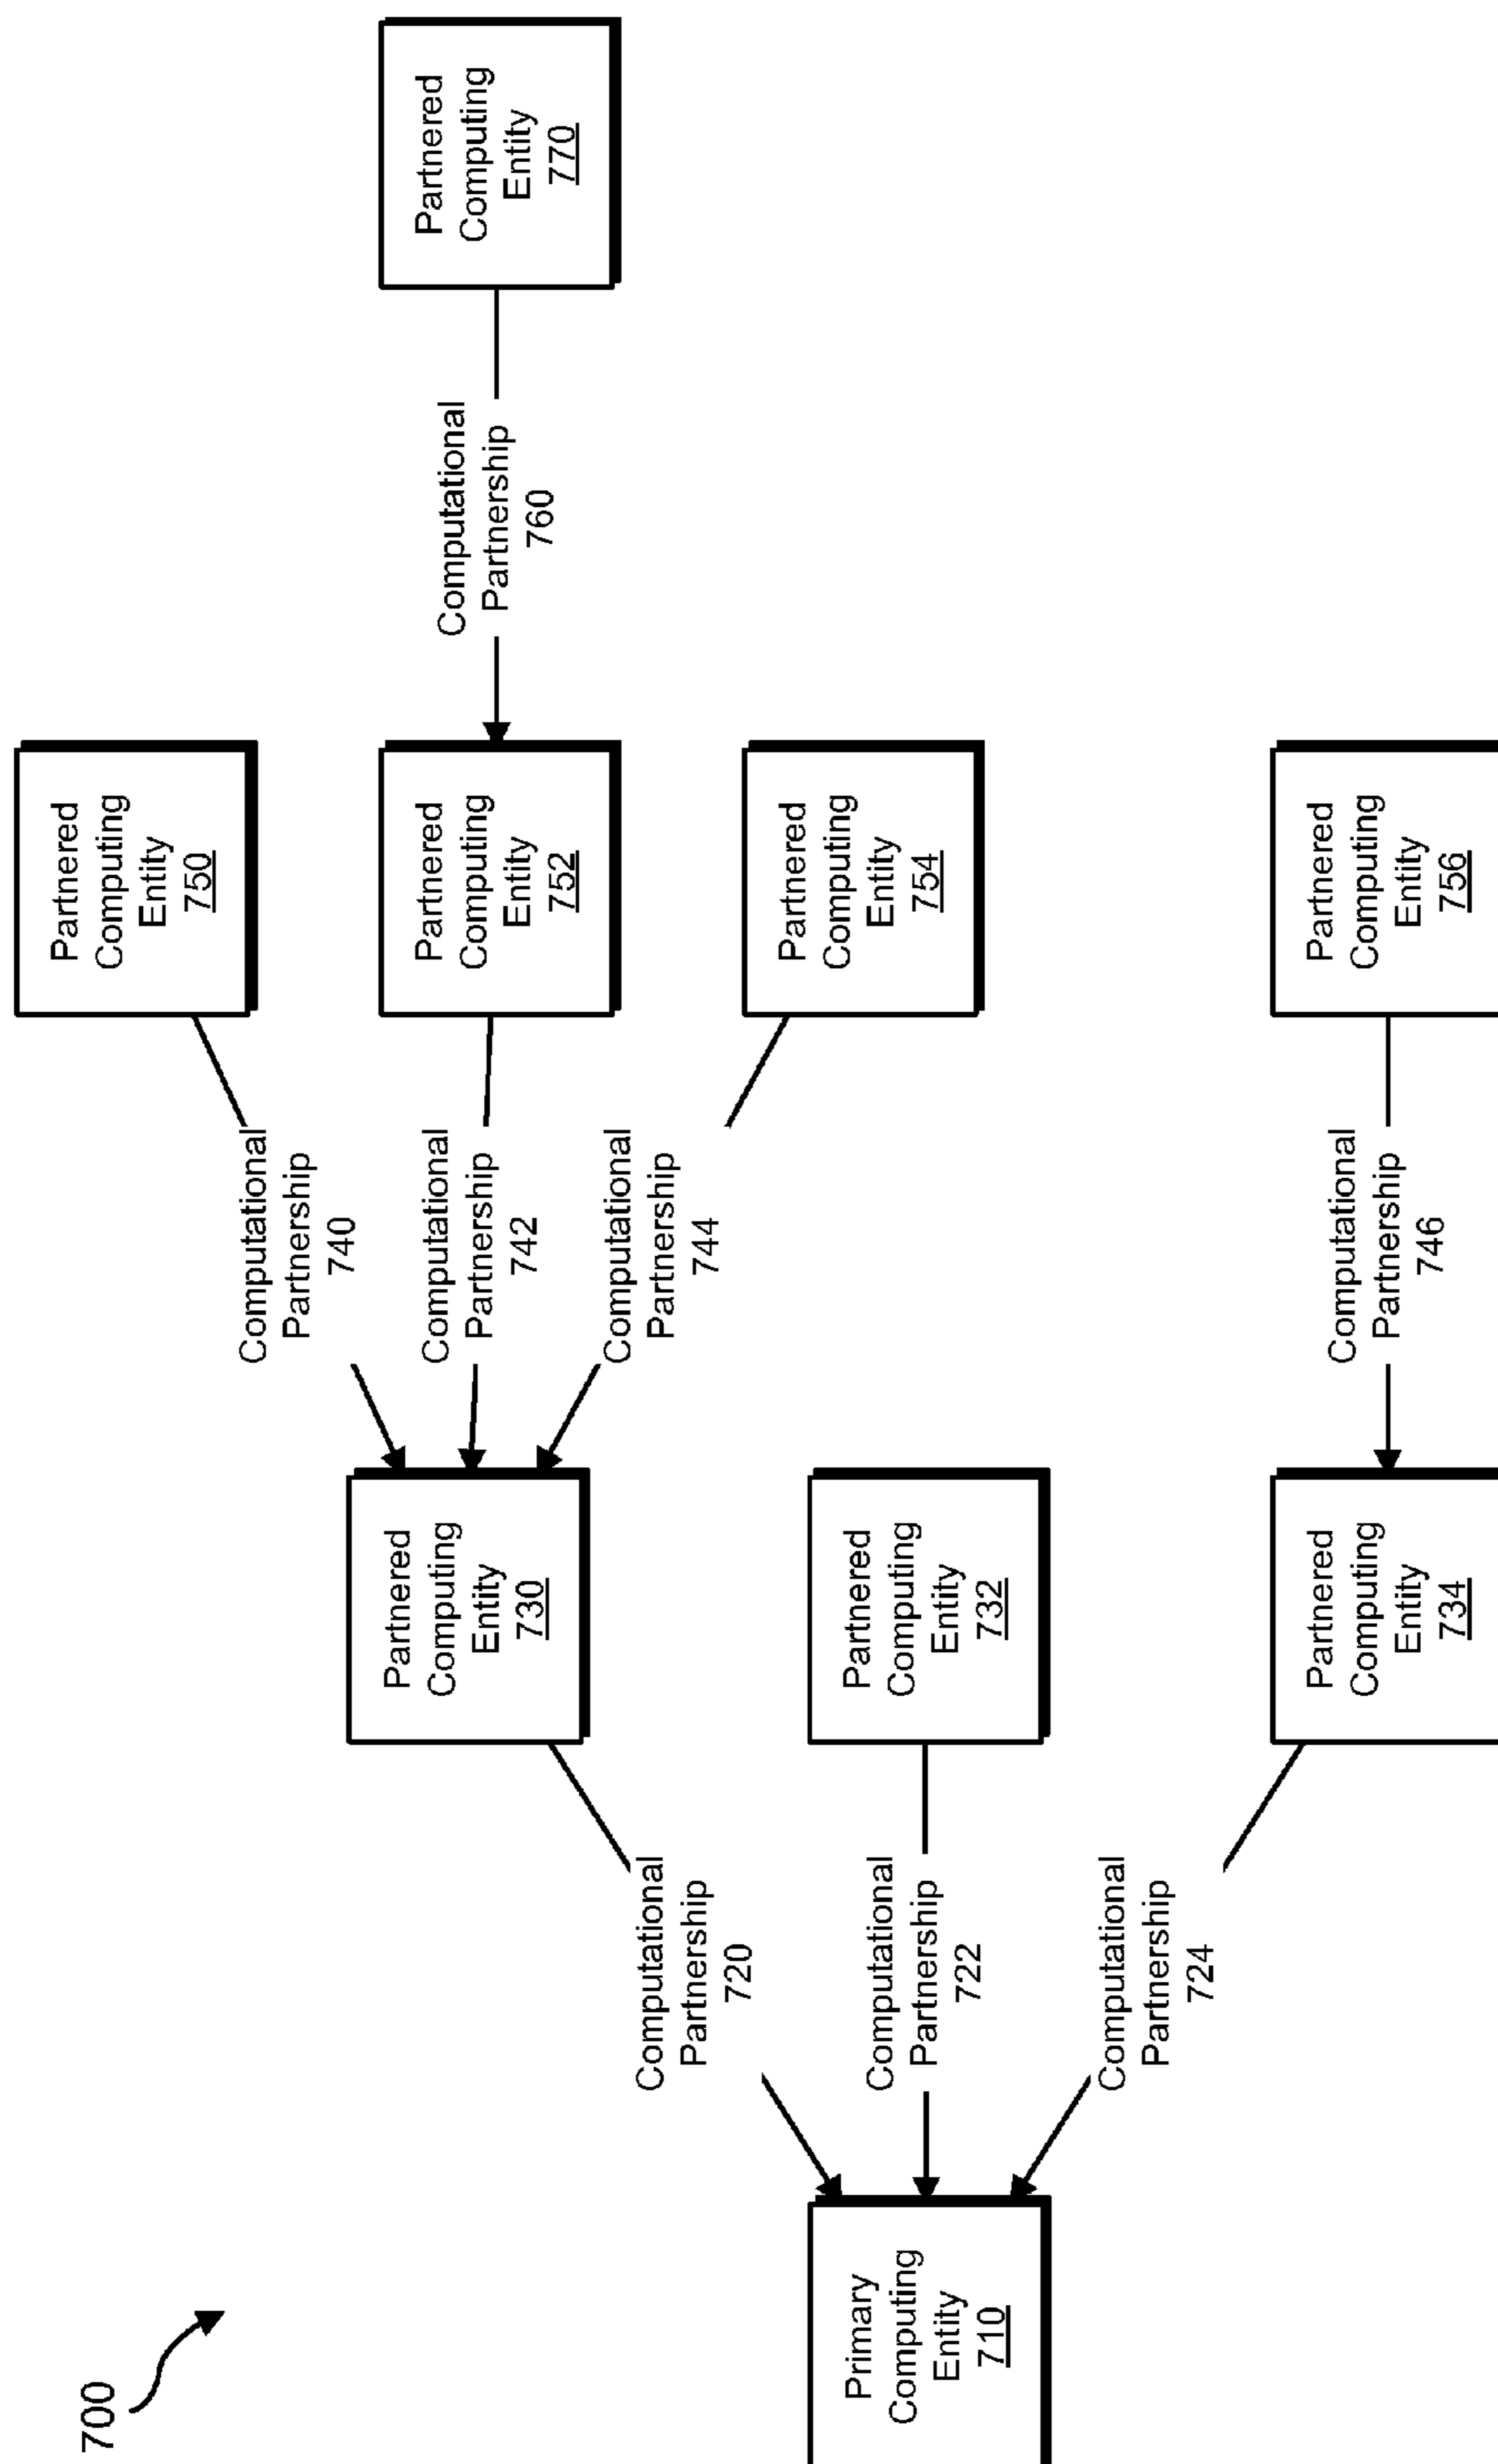 700
Primary
Computing
Entity
710
Computational
Partnership
720
Computational
Partnership
722
Computational
Partnership
724
Partnered
Computing
Entity
730
Partnered
Computing
Entity
732
Partnered
Computing
Entity
734
Computational
Partnership
740
Computational
Partnership
742
Computational
Partnership
744
Computational
Partnership
746
Partnered
Computing
Entity
750
Partnered
Computing
Entity
752
Partnered
Computing
Entity
754
Partnered
Computing
Entity
756
Computational
Partnership
760
Partnered
Computing
Entity
770